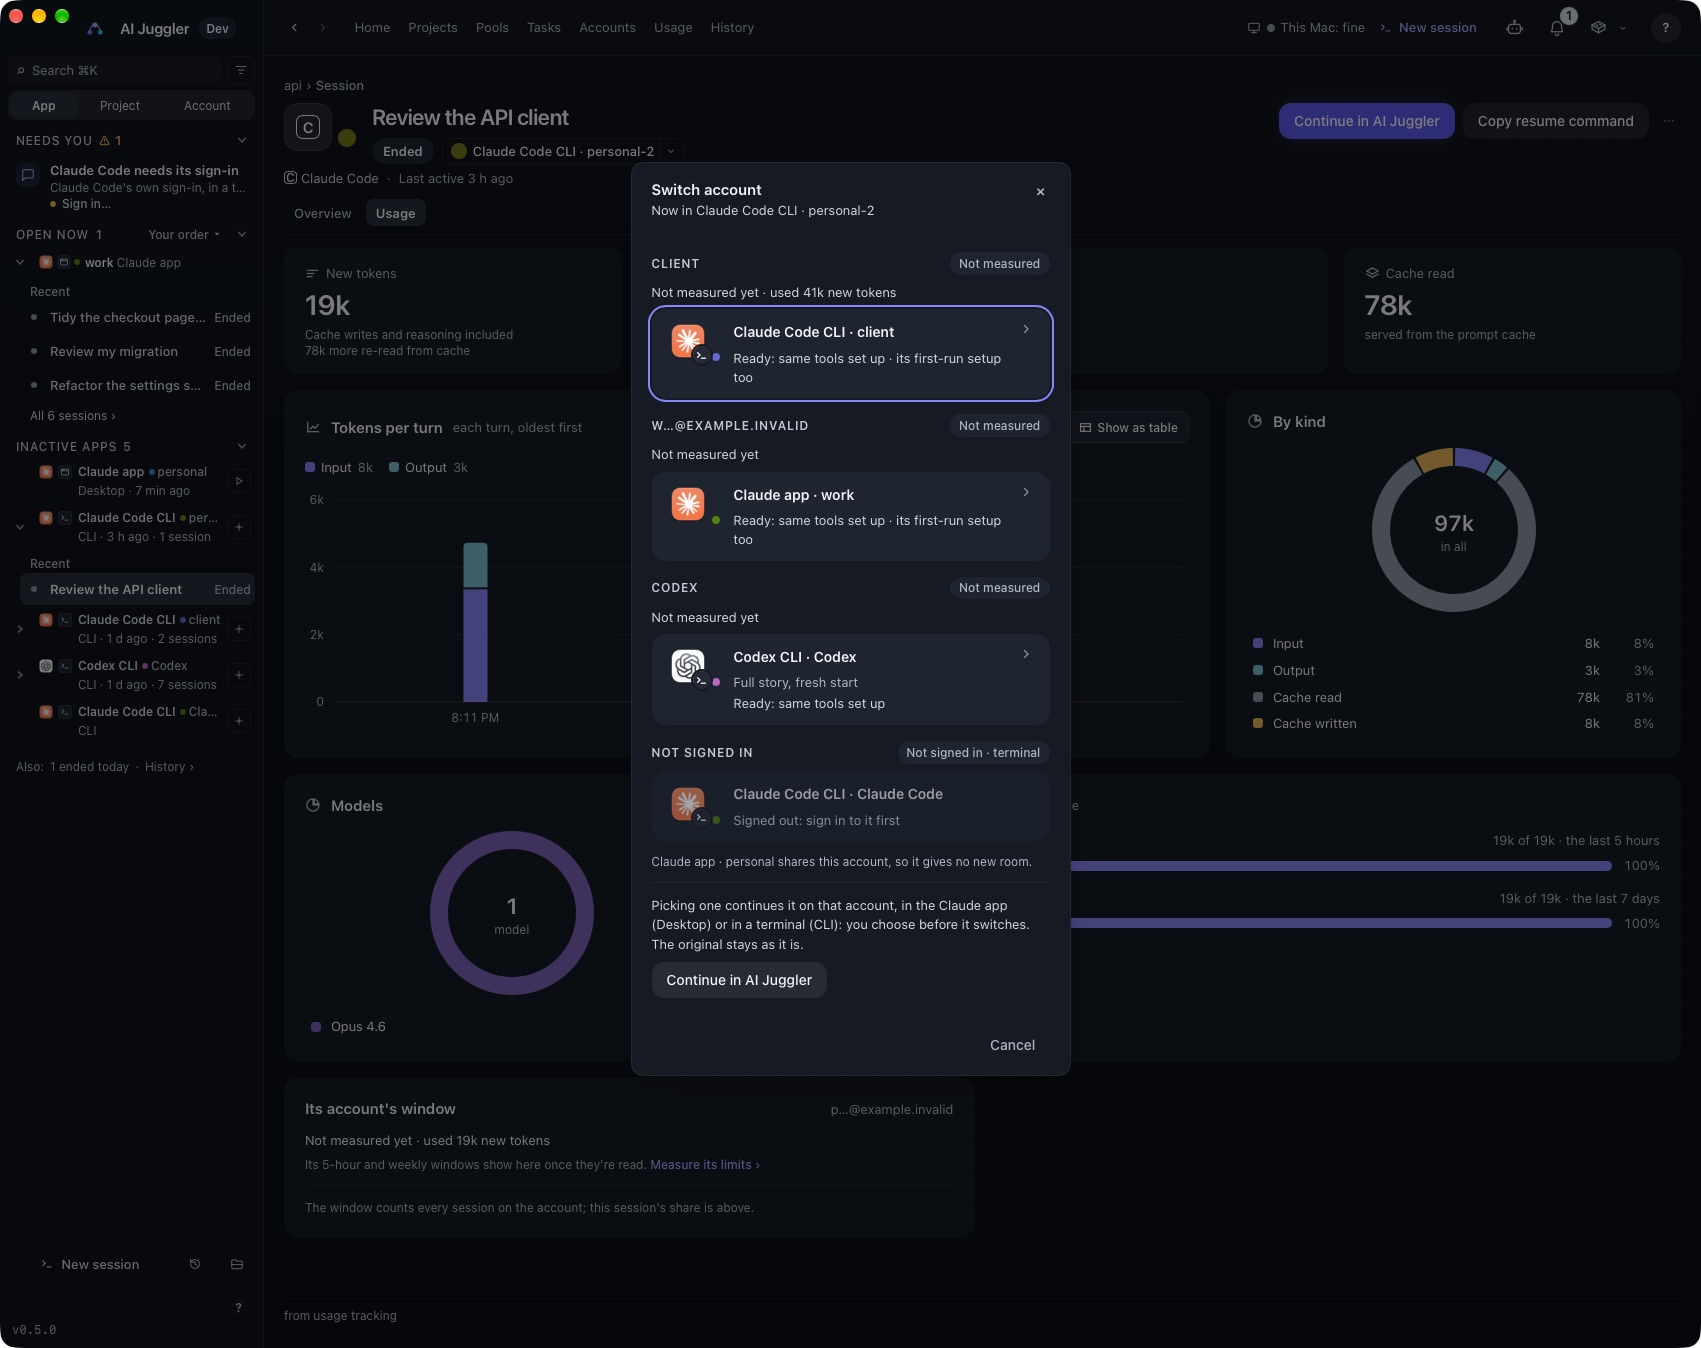 AI Juggler Dev
Search ⌘K
App Project Account
NEEDS YOU 1
Claude Code needs its sign-in
Claude Code's own sign-in, in a t...
Sign in...
OPEN NOW 1 Your order
work Claude app
Recent
Tidy the checkout page... Ended
Review my migration Ended
Refactor the settings s... Ended
All 6 sessions ›
INACTIVE APPS 5
Claude app personal
Desktop · 7 min ago
Claude Code CLI per...
CLI · 3 h ago · 1 session
Recent
Review the API client Ended
Claude Code CLI client
CLI · 1 d ago · 2 sessions
Codex CLI Codex
CLI · 1 d ago · 7 sessions
Claude Code CLI Cla...
CLI
Also: 1 ended today · History ›
New session
?
v0.5.0
Home Projects Pools Tasks Accounts Usage History
This Mac: fine New session 1 ?
api › Session
C
Review the API client
Ended Claude Code CLI · personal-2
C Claude Code · Last active 3 h ago
Continue in AI Juggler Copy resume command ...
Overview Usage
New tokens
19k
Cache writes and reasoning included
78k more re-read from cache
Cache read
78k
served from the prompt cache
Tokens per turn each turn, oldest first
Show as table
Input 8k Output 3k
6k
4k
2k
0
8:11 PM
By kind
97k
in all
Input 8k 8%
Output 3k 3%
Cache read 78k 81%
Cache written 8k 8%
Models
1
model
Opus 4.6
e
19k of 19k · the last 5 hours
100%
19k of 19k · the last 7 days
100%
Its account's window p...@example.invalid
Not measured yet · used 19k new tokens
Its 5-hour and weekly windows show here once they're read. Measure its limits ›
The window counts every session on the account; this session's share is above.
from usage tracking
Switch account ×
Now in Claude Code CLI · personal-2
CLIENT Not measured
Not measured yet · used 41k new tokens
Claude Code CLI · client
Ready: same tools set up · its first-run setup
too
W...@EXAMPLE.INVALID Not measured
Not measured yet
Claude app · work
Ready: same tools set up · its first-run setup
too
CODEX Not measured
Not measured yet
Codex CLI · Codex
Full story, fresh start
Ready: same tools set up
NOT SIGNED IN Not signed in · terminal
Claude Code CLI · Claude Code
Signed out: sign in to it first
Claude app · personal shares this account, so it gives no new room.
Picking one continues it on that account, in the Claude app
(Desktop) or in a terminal (CLI): you choose before it switches.
The original stays as it is.
Continue in AI Juggler
Cancel